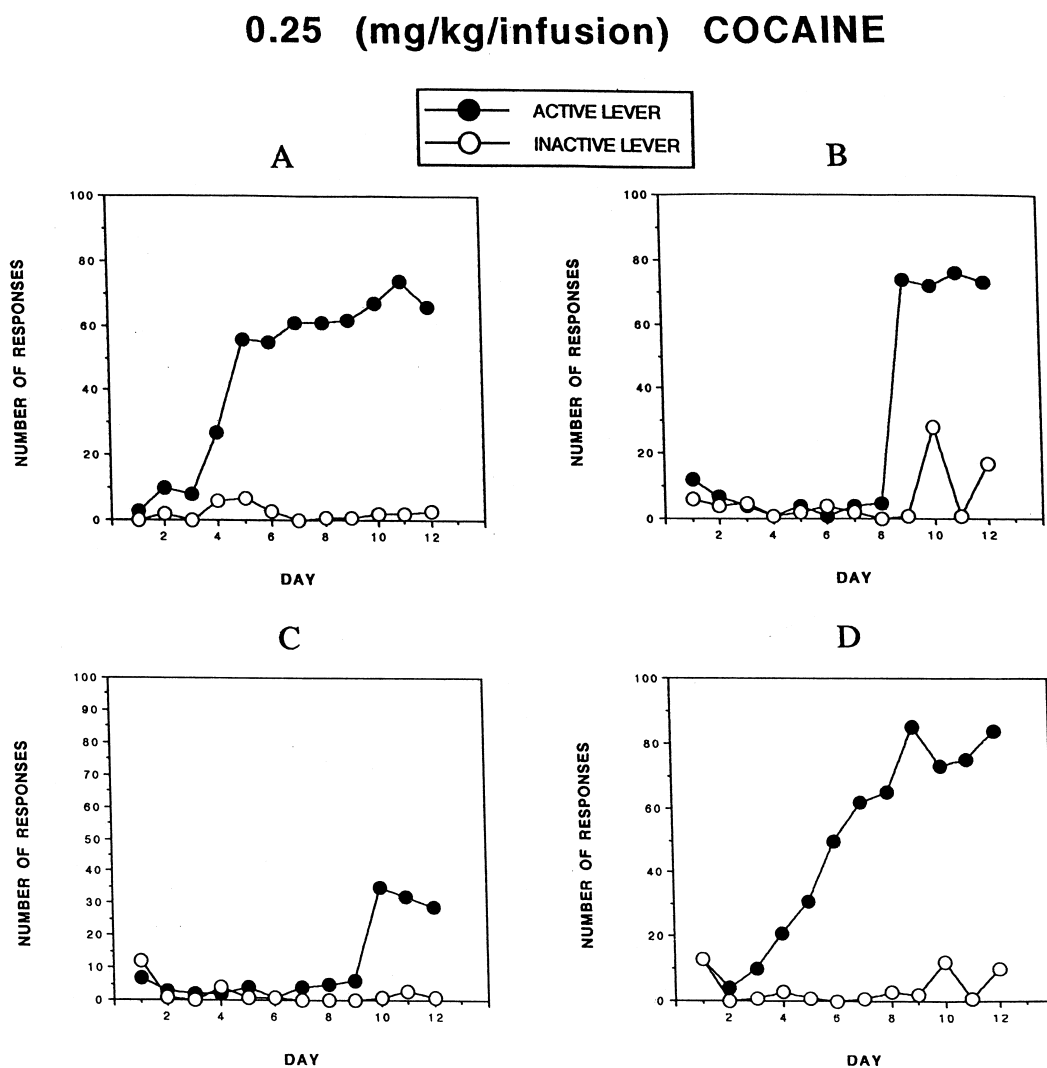 0.25 (mg/kg/infusion) COCAINE
ACTIVE LEVER
INACTIVE LEVER
A
NUMBER OF RESPONSES
100
80
60
40
20
0
2 4 6 8 10 12
DAY
B
NUMBER OF RESPONSES
100
80
60
40
20
0
2 4 6 8 10 12
DAY
C
NUMBER OF RESPONSES
100
90
80
70
60
50
40
30
20
10
0
2 4 6 8 10 12
DAY
D
NUMBER OF RESPONSES
100
80
60
40
20
0
2 4 6 8 10 12
DAY